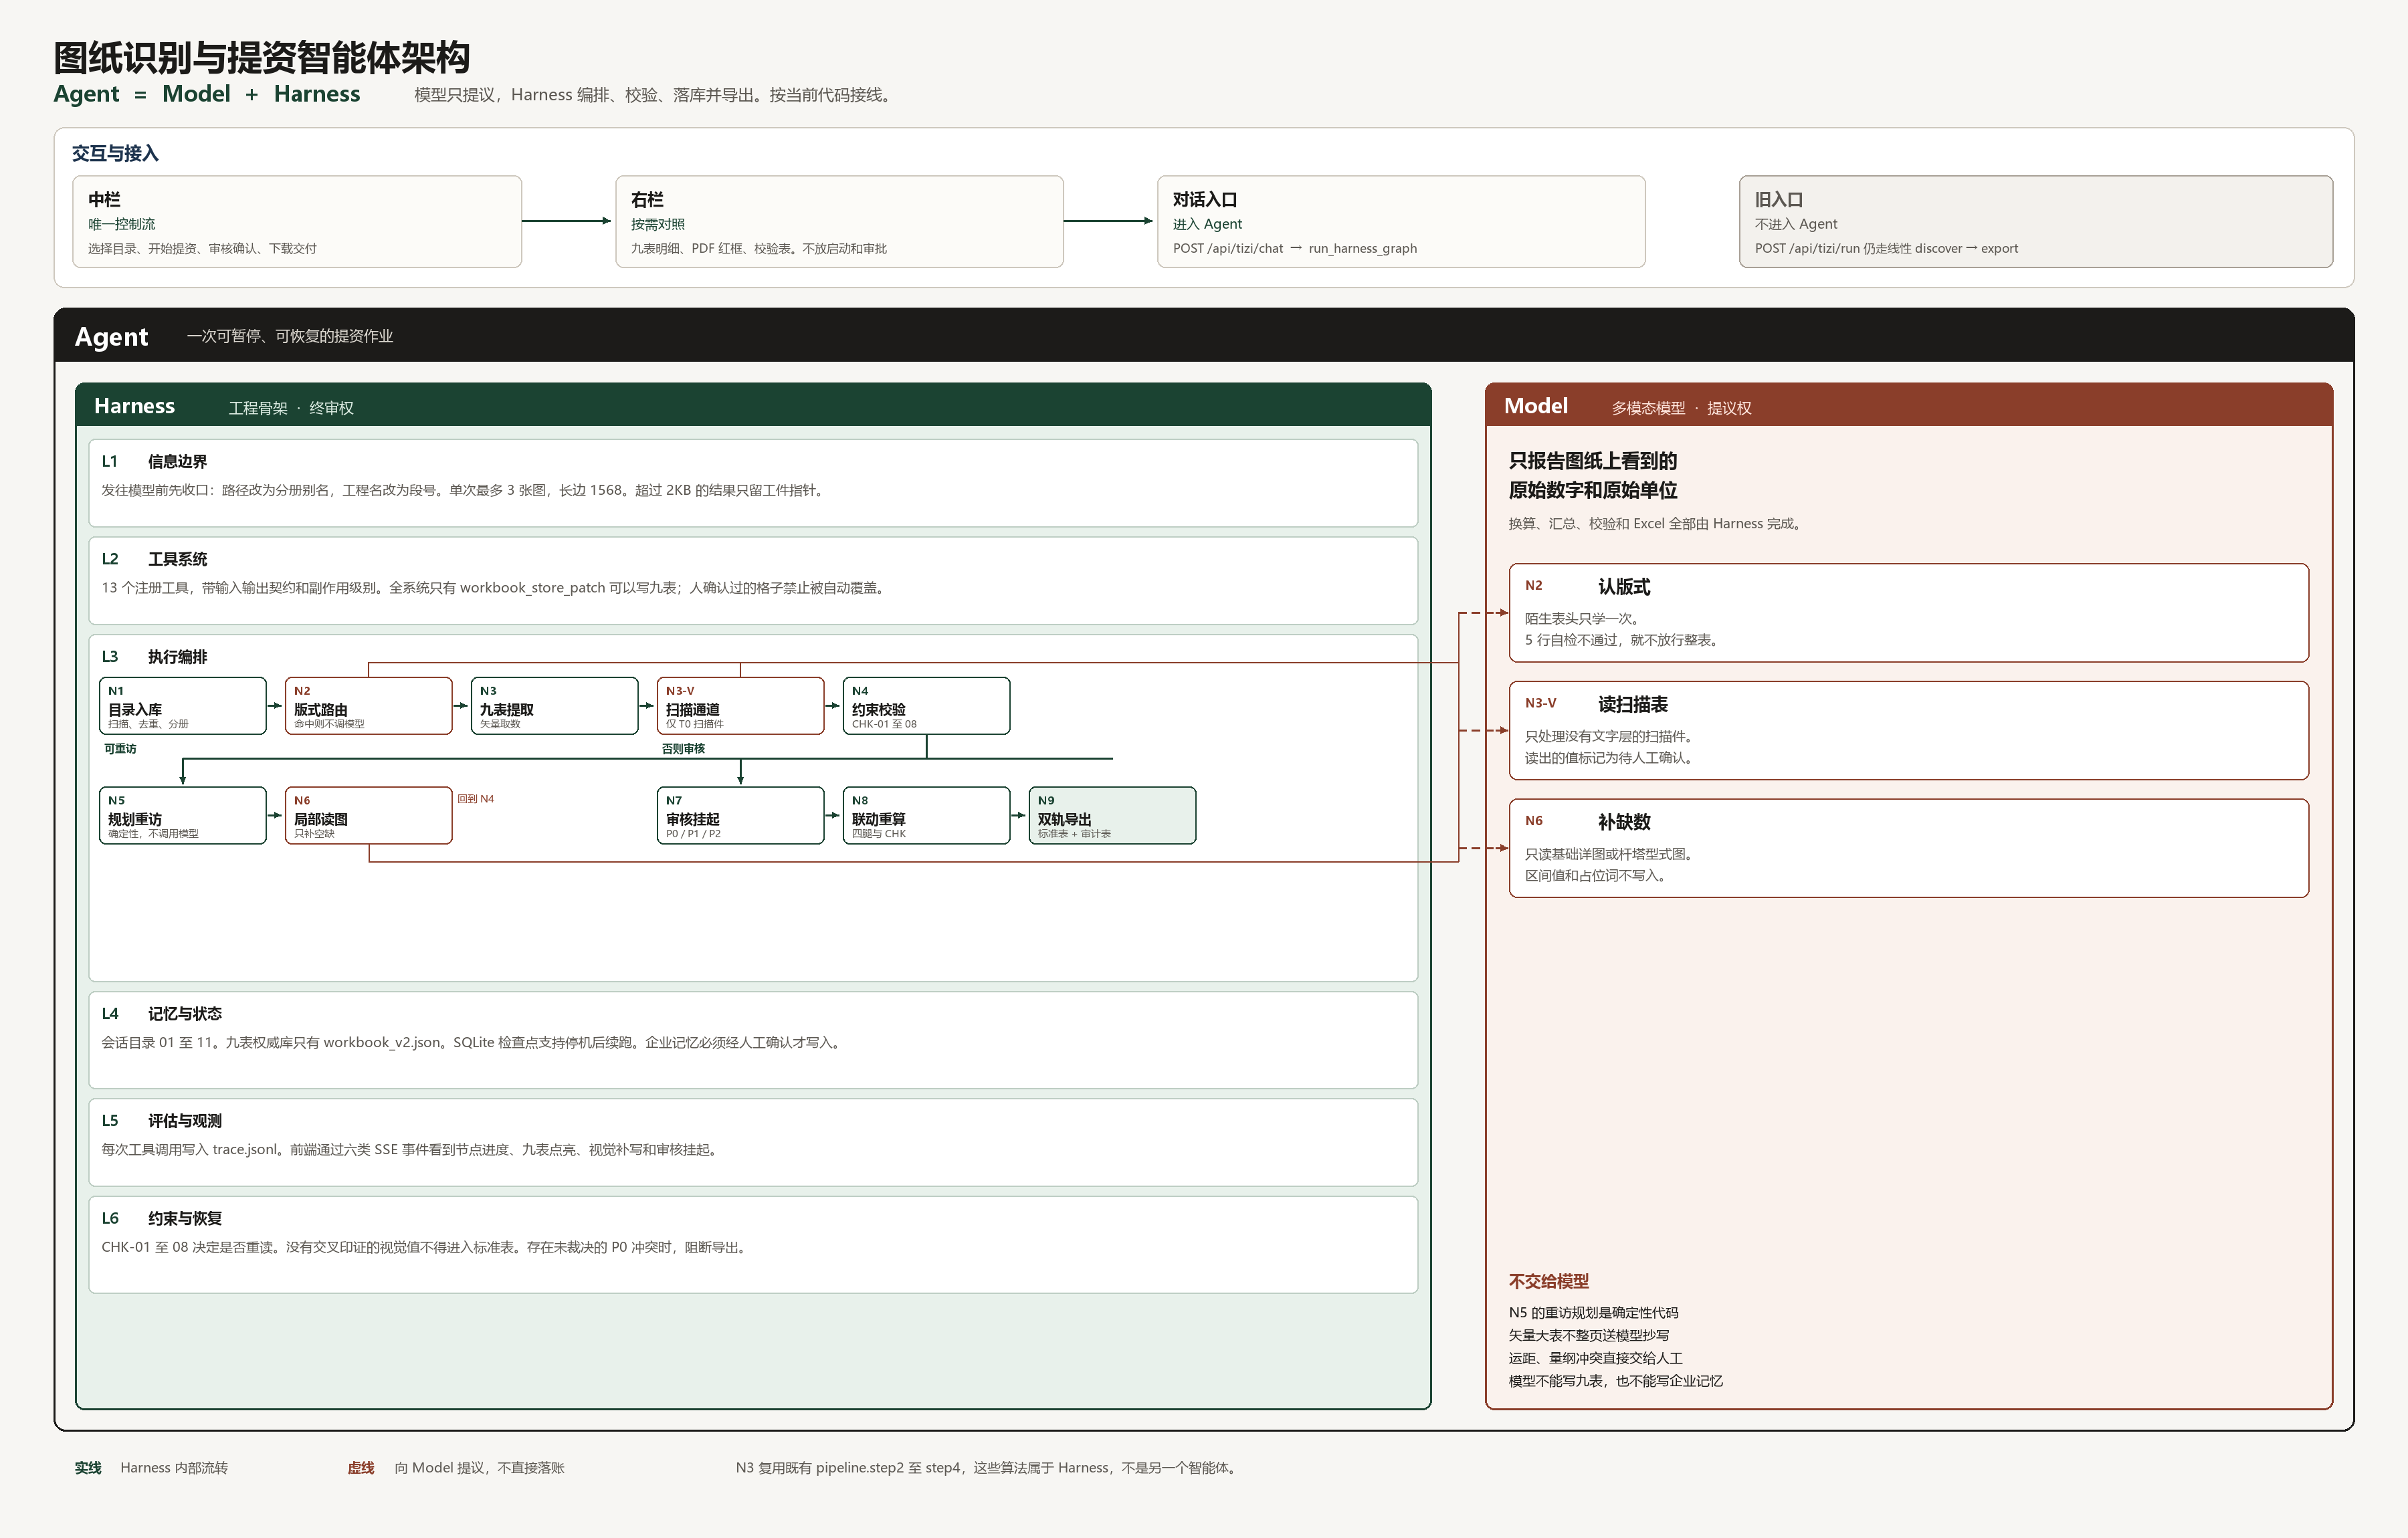 图纸识别与提资智能体架构
Agent = Model + Harness 模型只提议，Harness 编排、校验、落库并导出。按当前代码接线。
交互与接入
中栏
唯一控制流
选择目录、开始提资、审核确认、下载交付
右栏
按需对照
九表明细、PDF 红框、校验表。不放启动和审批
对话入口
进入 Agent
POST /api/tizi/chat → run_harness_graph
旧入口
不进入 Agent
POST /api/tizi/run 仍走线性 discover → export
Agent 一次可暂停、可恢复的提资作业
Harness 工程骨架 · 终审权
L1 信息边界
发往模型前先收口：路径改为分册别名，工程名改为段号。单次最多 3 张图，长边 1568。超过 2KB 的结果只留工件指针。
L2 工具系统
13 个注册工具，带输入输出契约和副作用级别。全系统只有 workbook_store_patch 可以写九表；人确认过的格子禁止被自动覆盖。
L3 执行编排
N1
目录入库
扫描、去重、分册
N2
版式路由
命中则不调模型
N3
九表提取
矢量取数
N3-V
扫描通道
仅 T0 扫描件
N4
约束校验
CHK-01 至 08
可重访
否则审核
N5
规划重访
确定性，不调用模型
N6
局部读图
只补空缺
回到 N4
N7
审核挂起
P0 / P1 / P2
N8
联动重算
四腿与 CHK
N9
双轨导出
标准表 + 审计表
L4 记忆与状态
会话目录 01 至 11。九表权威库只有 workbook_v2.json。SQLite 检查点支持停机后续跑。企业记忆必须经人工确认才写入。
L5 评估与观测
每次工具调用写入 trace.jsonl。前端通过六类 SSE 事件看到节点进度、九表点亮、视觉补写和审核挂起。
L6 约束与恢复
CHK-01 至 08 决定是否重读。没有交叉印证的视觉值不得进入标准表。存在未裁决的 P0 冲突时，阻断导出。
Model 多模态模型 · 提议权
只报告图纸上看到的
原始数字和原始单位
换算、汇总、校验和 Excel 全部由 Harness 完成。
N2 认版式
陌生表头只学一次。
5 行自检不通过，就不放行整表。
N3-V 读扫描表
只处理没有文字层的扫描件。
读出的值标记为待人工确认。
N6 补缺数
只读基础详图或杆塔型式图。
区间值和占位词不写入。
不交给模型
N5 的重访规划是确定性代码
矢量大表不整页送模型抄写
运距、量纲冲突直接交给人工
模型不能写九表，也不能写企业记忆
实线 Harness 内部流转
虚线 向 Model 提议，不直接落账
N3 复用既有 pipeline.step2 至 step4，这些算法属于 Harness，不是另一个智能体。